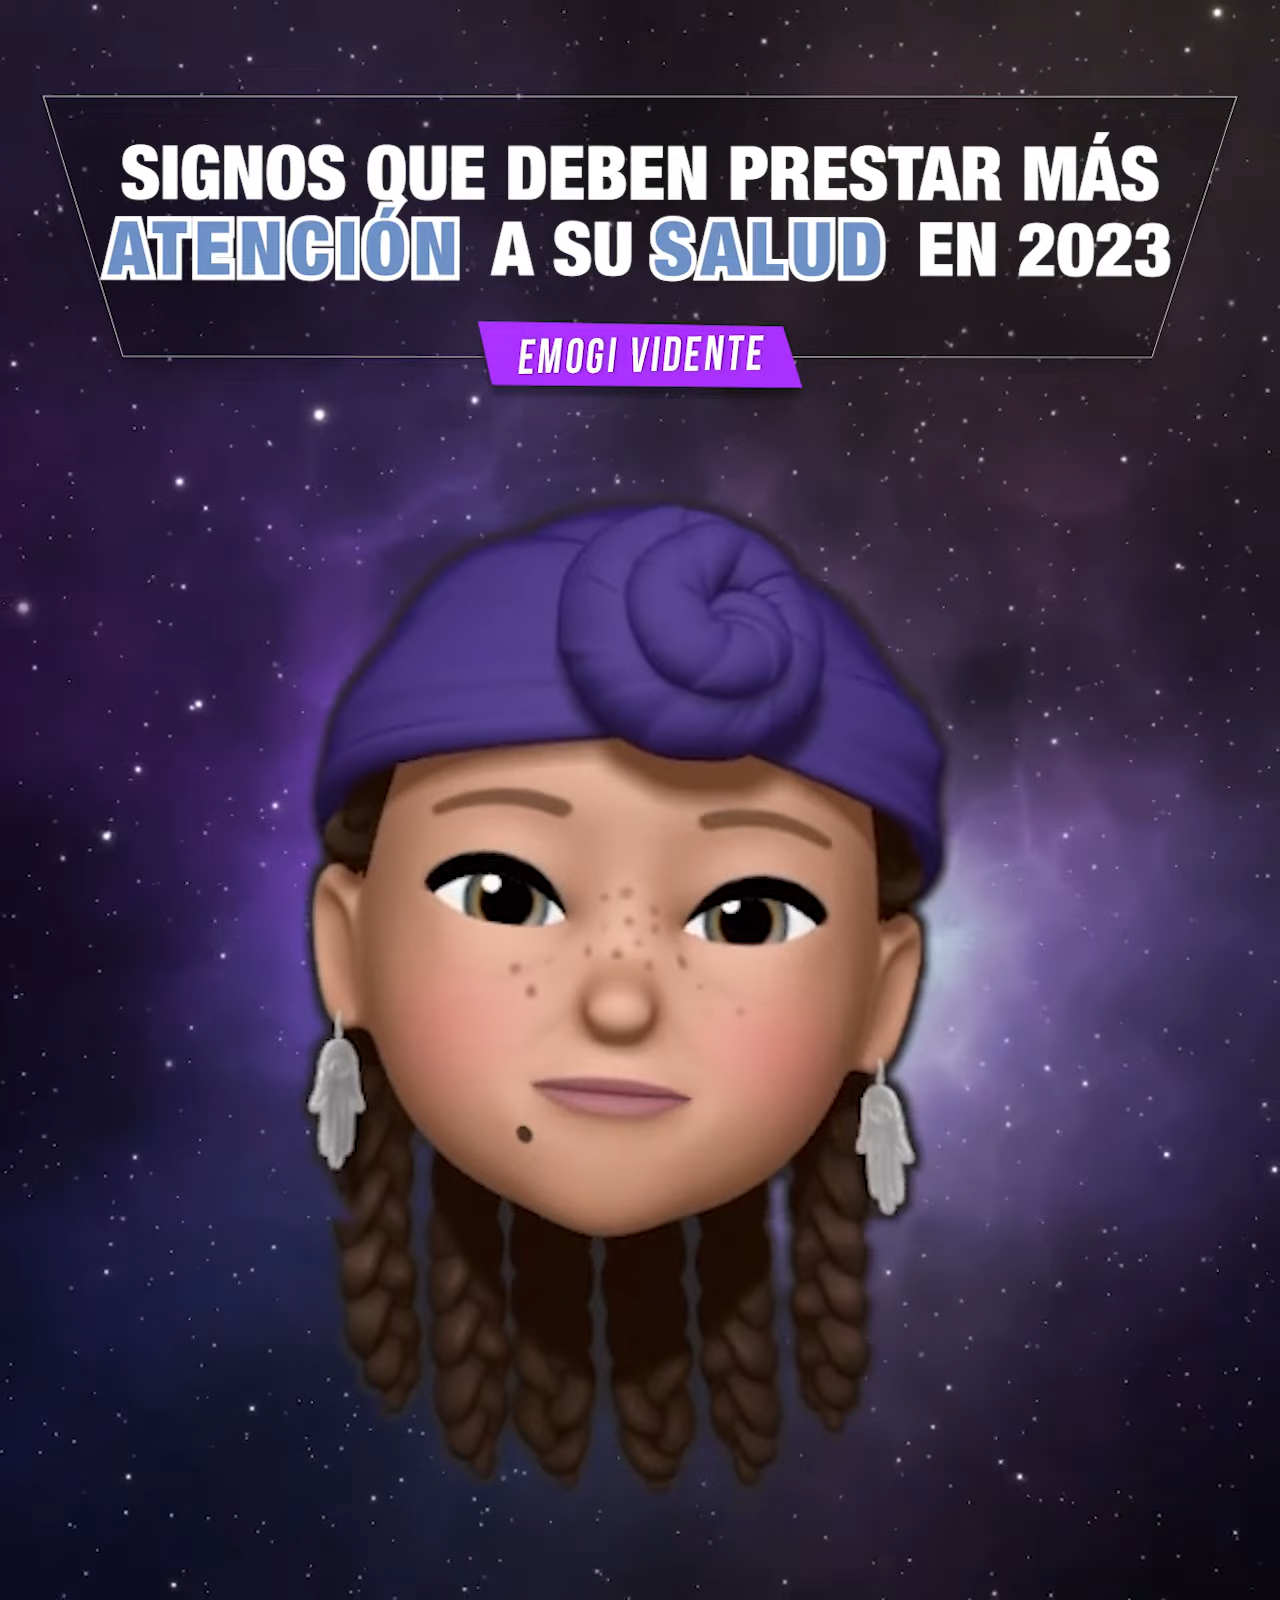 SIGNOS QUE DEBEN PRESTAR MÁS
ATENCIÓN A SU SALUD EN 2023
EMOGI VIDENTE